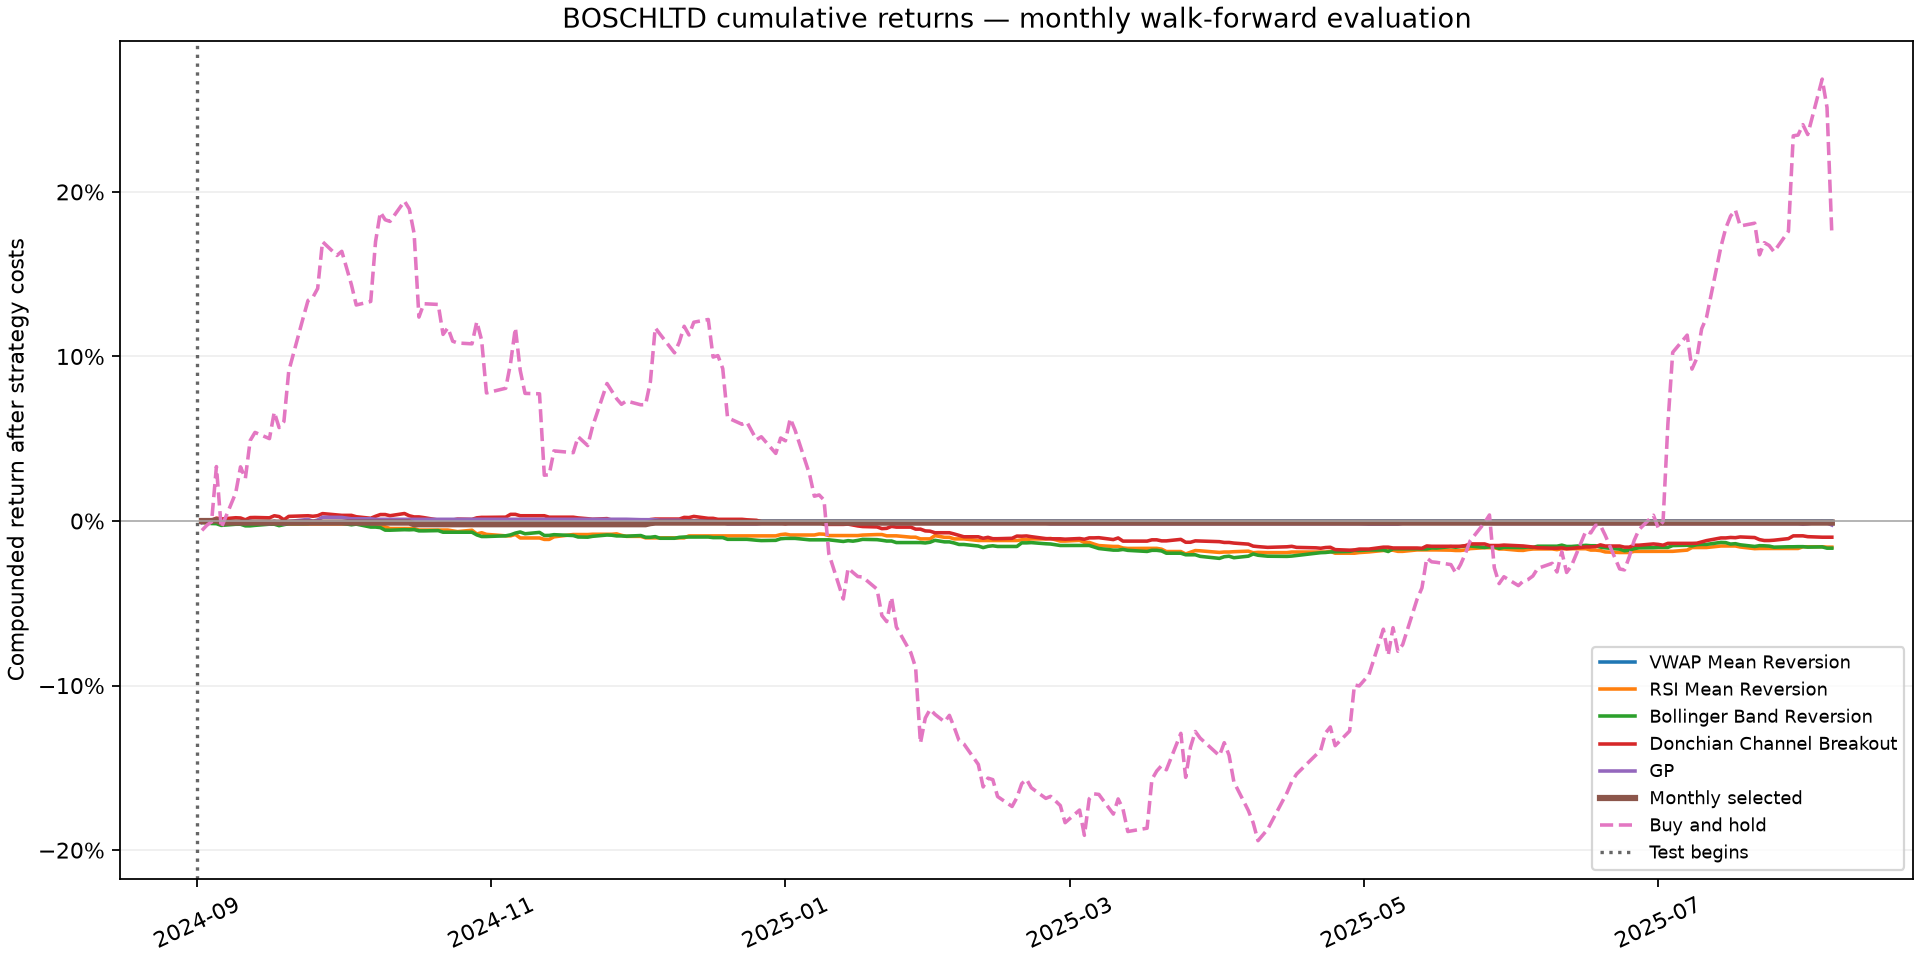 BOSCHLTD cumulative returns — monthly walk-forward evaluation
Compounded return after strategy costs
20%
10%
0%
−10%
−20%
2024-09
2024-11
2025-01
2025-03
2025-05
2025-07
VWAP Mean Reversion
RSI Mean Reversion
Bollinger Band Reversion
Donchian Channel Breakout
GP
Monthly selected
Buy and hold
Test begins